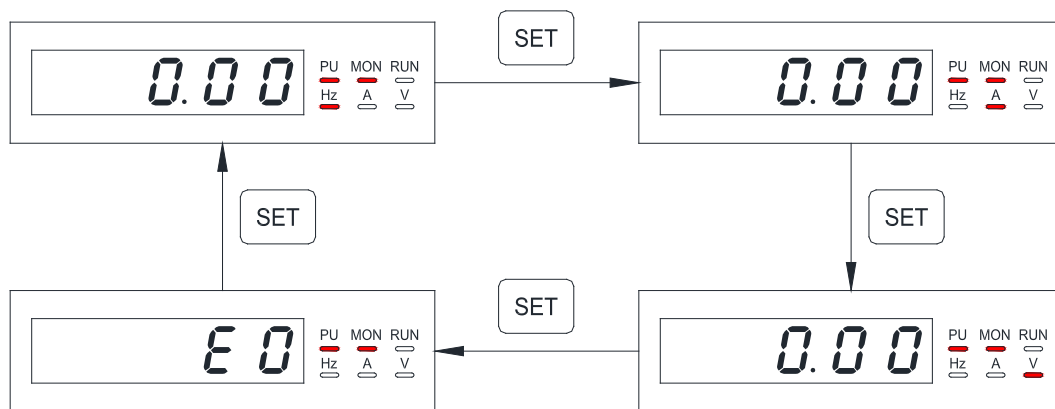 SET
0.00
PU MON RUN
Hz A V
0.00
PU MON RUN
Hz A V
SET
SET
SET
E0
PU MON RUN
Hz A V
0.00
PU MON RUN
Hz A V